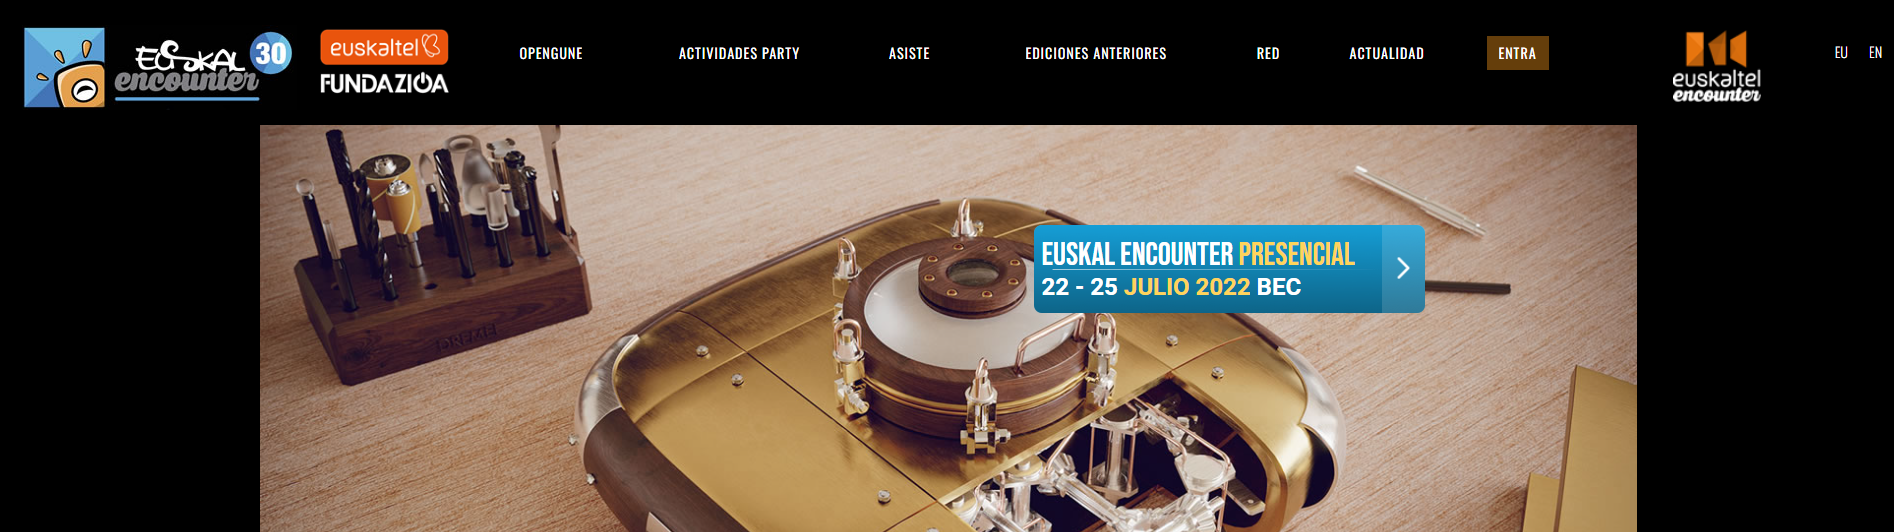 EUSKAL 30
encounter
euskaltel
FUNDAZIOA
OPENGUNE
ACTIVIDADES PARTY
ASISTE
EDICIONES ANTERIORES
RED
ACTUALIDAD
ENTRA
euskaltel
encounter
EU
EN
EUSKAL ENCOUNTER PRESENCIAL
22 - 25 JULIO 2022 BEC
DREMEL